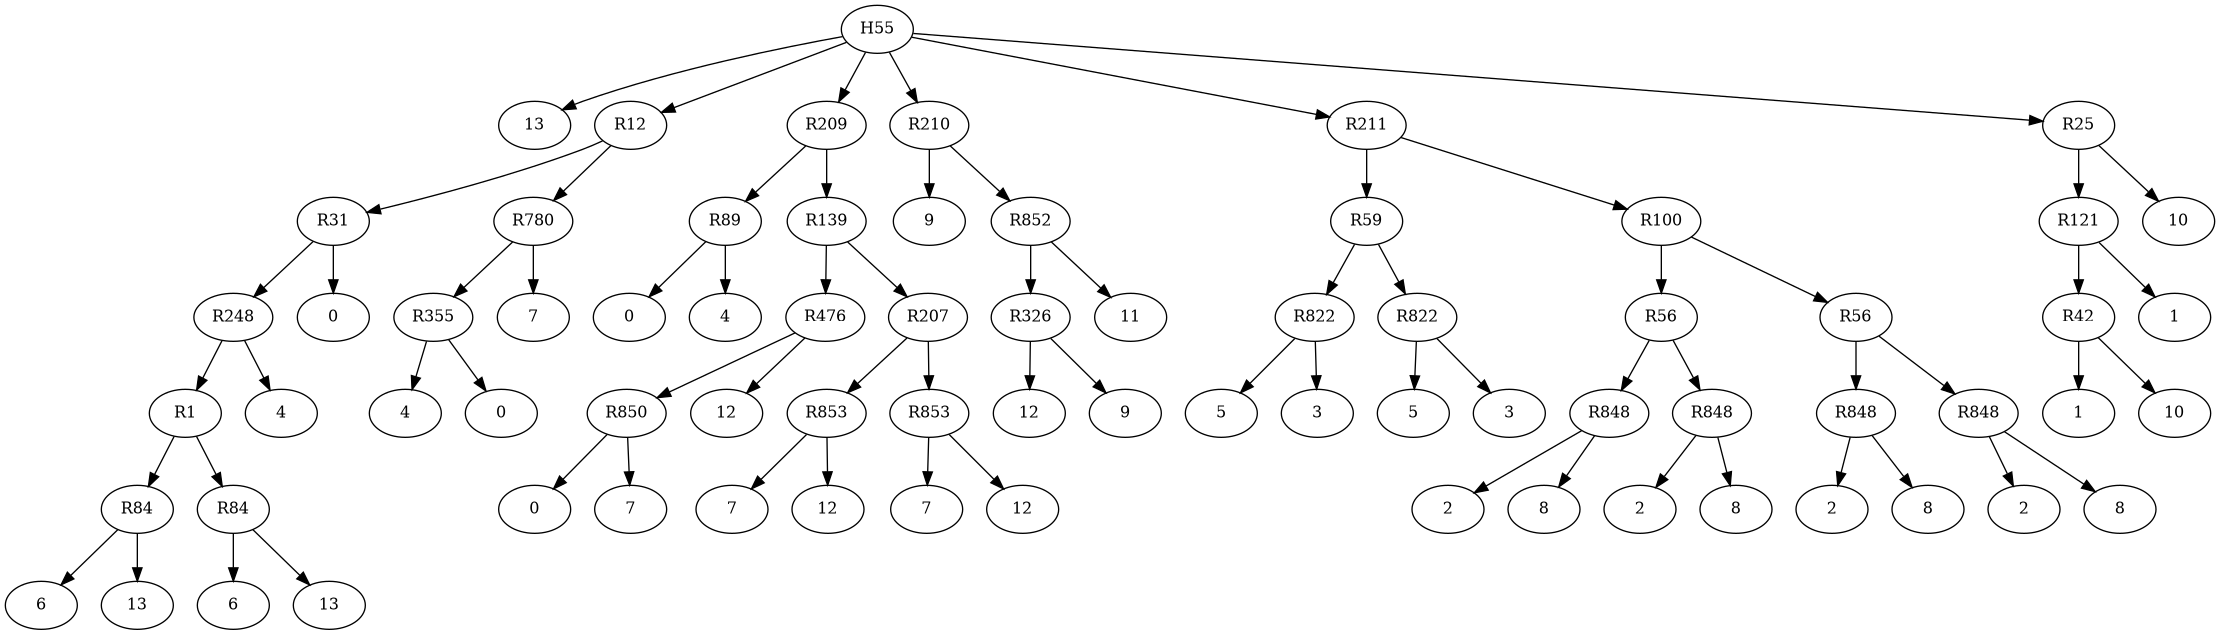 H55
13 R12 R209 R210 R211 R25
R31 R780 R89 R139 9 R852 R59 R100 R121 10
R248 0 R355 7 0 4 R476 R207 R326 11 R822 R822 R56 R56 R42 1
R1 4 4 0 R850 12 R853 R853 12 9 5 3 5 3 R848 R848 R848 R848 1 10
R84 R84 0 7 7 12 7 12 2 8 2 8 2 8 2 8
6 13 6 13